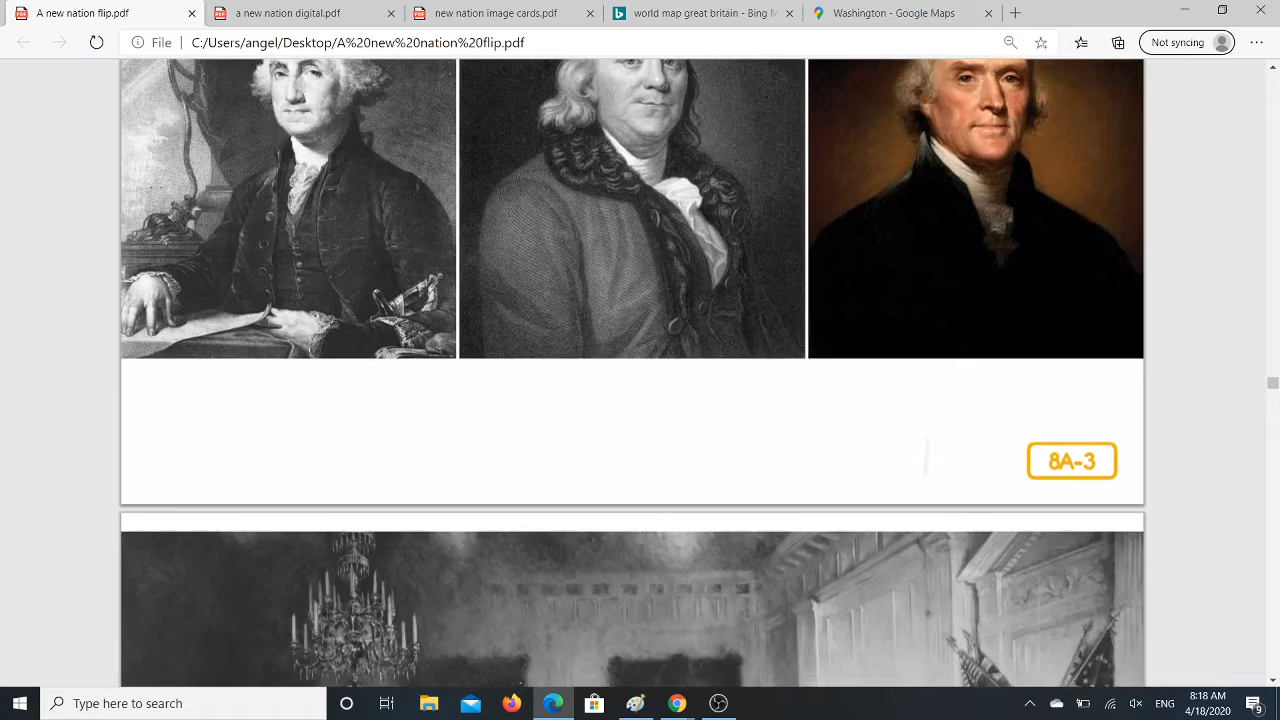 A new nation flip.pdf
a new nation digital.pdf
new nation image cards.pdf
world map great britain - Bing M
Washington - Google Maps
File
C:/Users/angel/Desktop/A%20new%20nation%20flip.pdf
Not syncing
8A-3
Type here to search
ENG
8:18 AM
4/18/2020